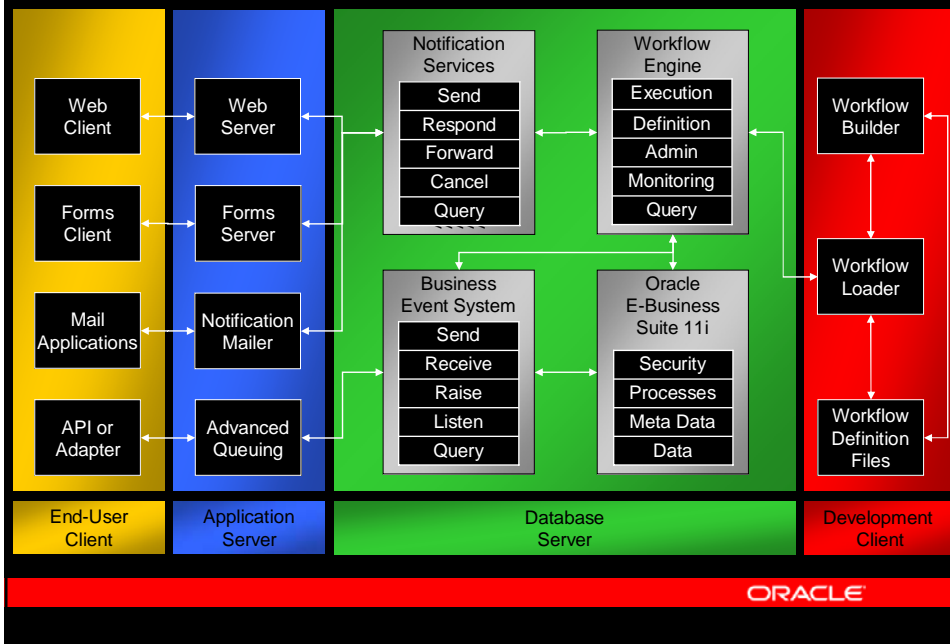 Web
Client
Forms
Client
Mail
Applications
API or
Adapter
End-User
Client
Web
Server
Forms
Server
Notification
Mailer
Advanced
Queuing
Application
Server
Notification
Services
Send
Respond
Forward
Cancel
Query
Workflow
Engine
Execution
Definition
Admin
Monitoring
Query
Business
Event System
Send
Receive
Raise
Listen
Query
Oracle
E-Business
Suite 11i
Security
Processes
Meta Data
Data
Database
Server
Workflow
Builder
Workflow
Loader
Workflow
Definition
Files
Development
Client
ORACLE